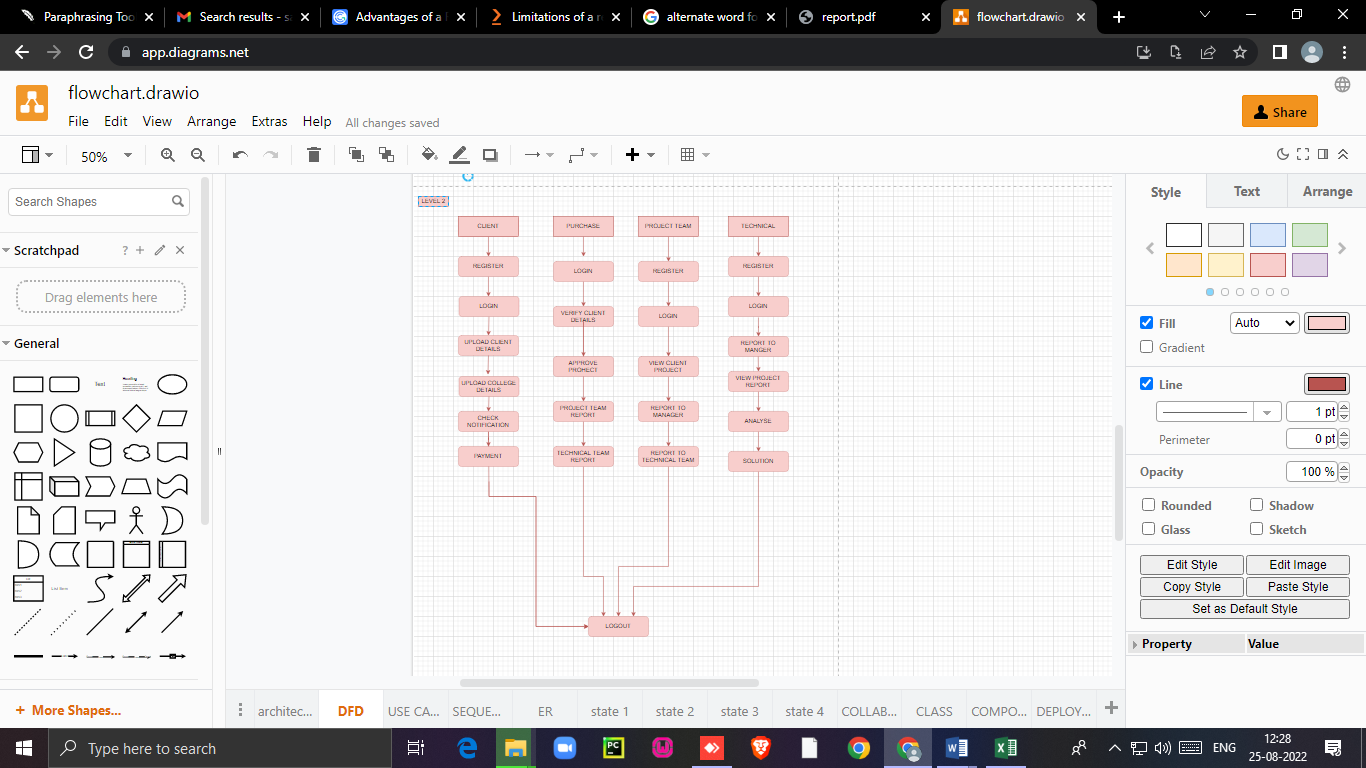 Paraphrasing Too
Search results - sa
Advantages of a
Limitations of a r
alternate word fo
report.pdf
flowchart.drawio
app.diagrams.net
flowchart.drawio
File Edit View Arrange Extras Help All changes saved
Share
50%
Search Shapes
Scratchpad
?
Drag elements here
General
Text
Heading
More Shapes...
LEVEL 2
CLIENT
PURCHASE
PROJECT TEAM
TECHNICAL
REGISTER
LOGIN
REGISTER
REGISTER
LOGIN
VERIFY CLIENT
DETAILS
LOGIN
LOGIN
UPLOAD CLIENT
DETAILS
APPROVE
PROHECT
VIEW CLIENT
PROJECT
REPORT TO
MANGER
UPLOAD COLLEGE
DETAILS
PROJECT TEAM
REPORT
REPORT TO
MANAGER
VIEW PROJECT
REPORT
CHECK
NOTIFICATION
TECHNICAL TEAM
REPORT
REPORT TO
TECHNICAL TEAM
ANALYSE
PAYMENT
SOLUTION
LOGOUT
Style Text Arrange
Fill Auto
Gradient
Line
1 pt
Perimeter 0 pt
Opacity 100 %
Rounded Shadow
Glass Sketch
Edit Style Edit Image
Copy Style Paste Style
Set as Default Style
Property Value
architec... DFD USE CA... SEQUE... ER state 1 state 2 state 3 state 4 COLLAB... CLASS COMPO... DEPLOY...
Type here to search
PC
ENG
12:28
25-08-2022